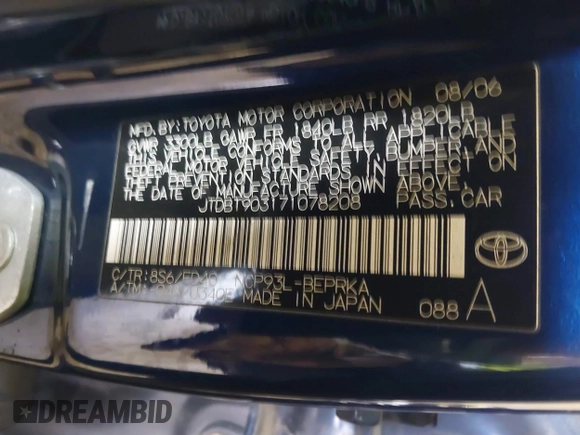 MFD. BY: TOYOTA MOTOR CORPORATION 08/06
GVWR 3300LB GAWR FR 1840LB RR 1820LB
THIS VEHICLE CONFORMS TO ALL APPLICABLE
FEDERAL MOTOR VEHICLE SAFETY, BUMPER AND
THEFT PREVENTION STANDARDS IN EFFECT ON
THE DATE OF MANUFACTURE SHOWN ABOVE.
JTDBT903171078208 PASS. CAR
C/TR: 8S6/FD40 NCP93L-BEPRKA
A/TM: MADE IN JAPAN 088 A
DREAMBID